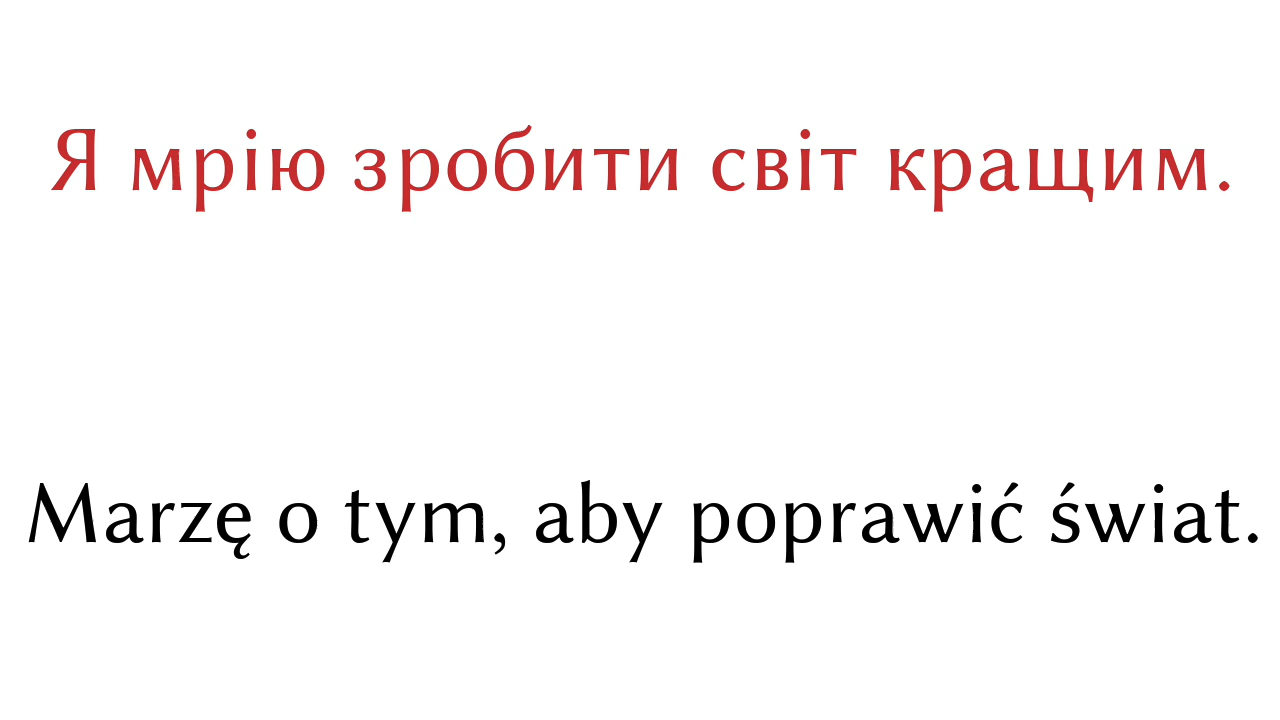 Я мрію зробити світ кращим.
Marzę o tym, aby poprawić świat.